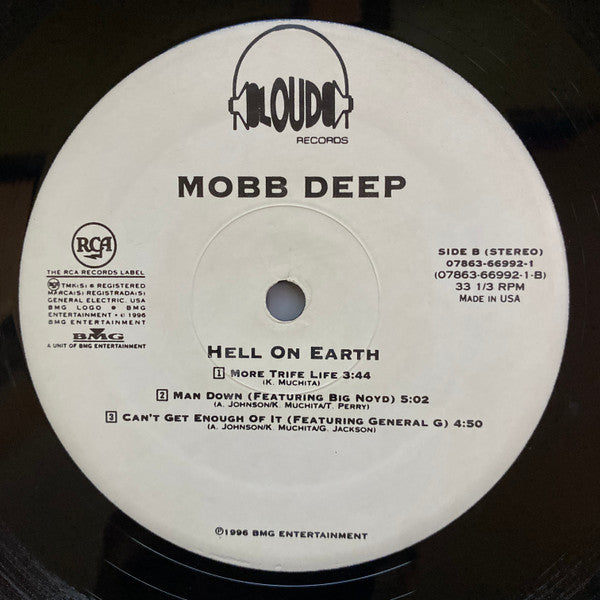 LOUD
RECORDS
MOBB DEEP
RCA
THE RCA RECORDS LABEL
TMK(S) ® REGISTERED
MARCA(S) REGISTRADA(S)
GENERAL ELECTRIC, USA
BMG LOGO ® BMG
ENTERTAINMENT • © 1996
BMG ENTERTAINMENT
BMG
A UNIT OF BMG ENTERTAINMENT
SIDE B (STEREO)
07863-66992-1
(07863-66992-1-B)
33 1/3 RPM
MADE IN USA
HELL ON EARTH
1 MORE TRIFE LIFE 3:44
(K. MUCHITA)
2 MAN DOWN (FEATURING BIG NOYD) 5:02
(A. JOHNSON/K. MUCHITA/T. PERRY)
3 CAN'T GET ENOUGH OF IT (FEATURING GENERAL G) 4:50
(A. JOHNSON/K. MUCHITA/G. JACKSON)
℗1996 BMG ENTERTAINMENT